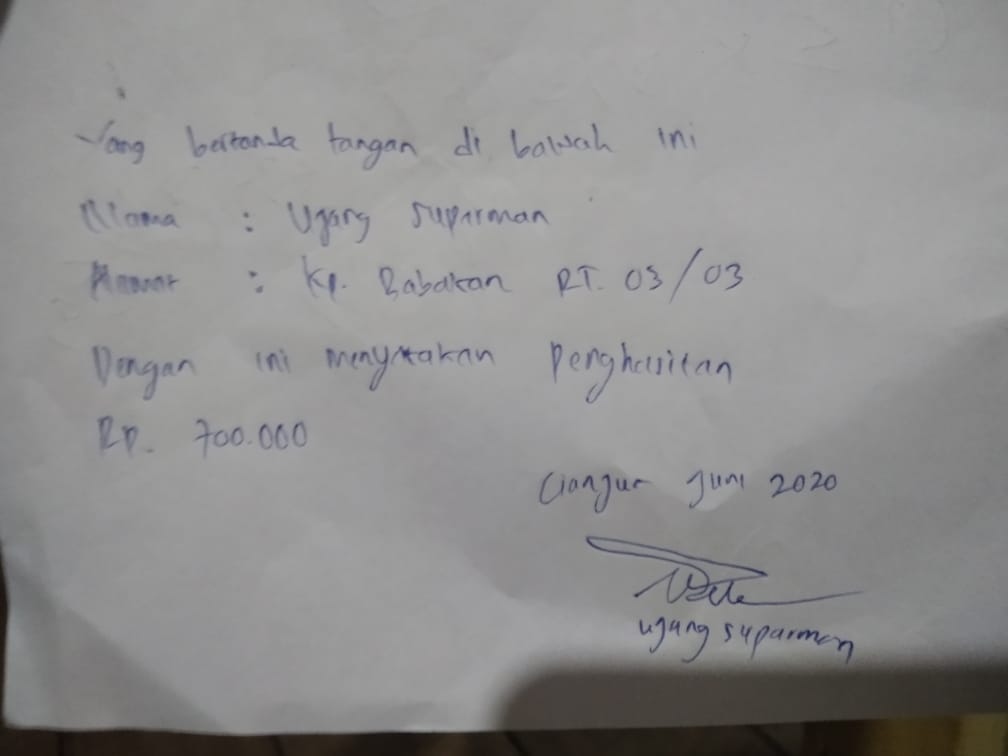 Yang bertanda tangan di bawah ini
Nama : Ujang Suparman
Alamat : Kp. Babakan RT. 03/03
Dengan ini menyatakan Penghasilan
Rp. 700.000
Cianjur Juni 2020
Ujang Suparman